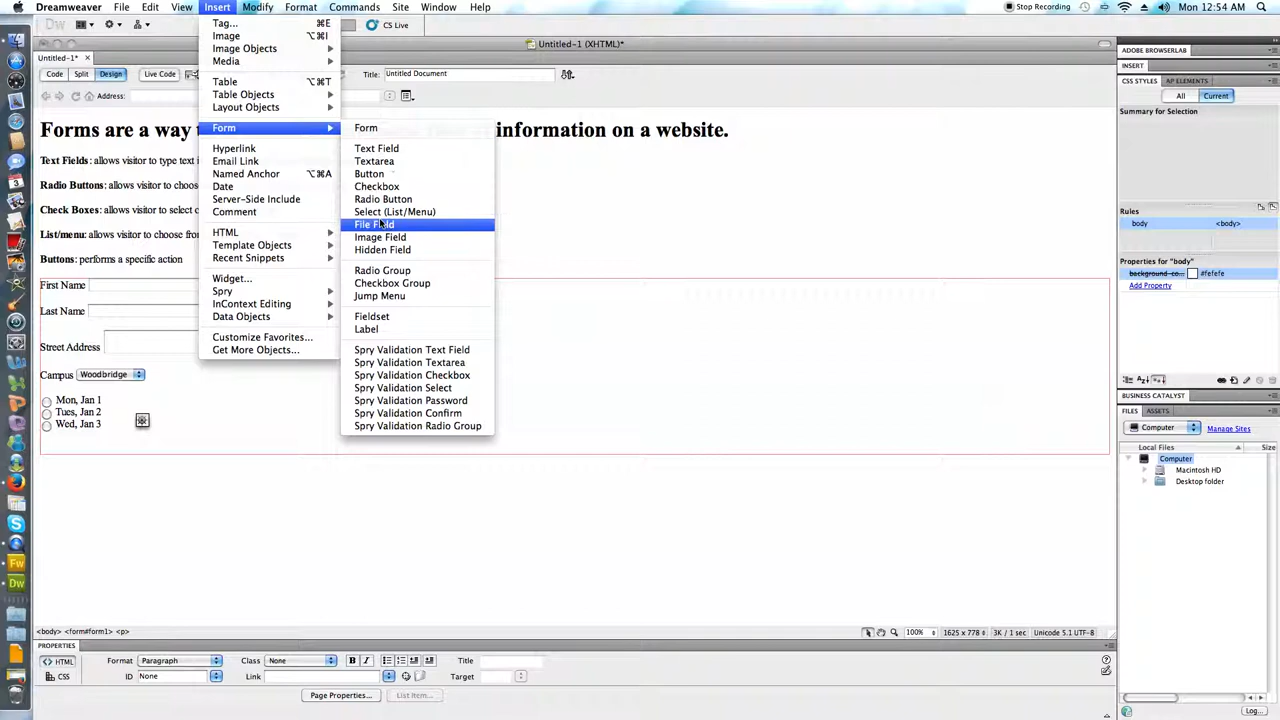 Dreamweaver File Edit View Insert Modify Format Commands Site Window Help Stop Recording Mon 12:54 AM
Dw CS Live
Untitled-1 (XHTML)*
Untitled-1*
Code Split Design Live Code Title: Untitled Document
Address:
Tag... ⌘E
Image ⌥⌘I
Image Objects
Media
Table ⌥⌘T
Table Objects
Layout Objects
Form
Hyperlink
Email Link
Named Anchor ⌥⌘A
Date
Server-Side Include
Comment
HTML
Template Objects
Recent Snippets
Widget...
Spry
InContext Editing
Data Objects
Customize Favorites...
Get More Objects...
Form
Text Field
Textarea
Button
Checkbox
Radio Button
Select (List/Menu)
File Field
Image Field
Hidden Field
Radio Group
Checkbox Group
Jump Menu
Fieldset
Label
Spry Validation Text Field
Spry Validation Textarea
Spry Validation Checkbox
Spry Validation Select
Spry Validation Password
Spry Validation Confirm
Spry Validation Radio Group
Forms are a way information on a website.
Text Fields: allows visitor to type text
Radio Buttons: allows visitor to choos
Check Boxes: allows visitor to select
List/menu: allows visitor to choose fro
Buttons: performs a specific action
First Name
Last Name
Street Address
Campus Woodbridge
Mon, Jan 1
Tues, Jan 2
Wed, Jan 3
<body> <form#form1> <p> 100% 1625 x 778 3K / 1 sec Unicode 5.1 UTF-8
PROPERTIES
HTML Format Paragraph Class None B I Title
CSS ID None Link Target
Page Properties... List Item...
ADOBE BROWSERLAB
INSERT
CSS STYLES AP ELEMENTS
All Current
Summary for Selection
Rules
body <body>
Properties for "body"
background-co... #fefefe
Add Property
BUSINESS CATALYST
FILES ASSETS
Computer Manage Sites
Local Files Size
Computer
Macintosh HD
Desktop folder
Log...
3
Fw
Dw